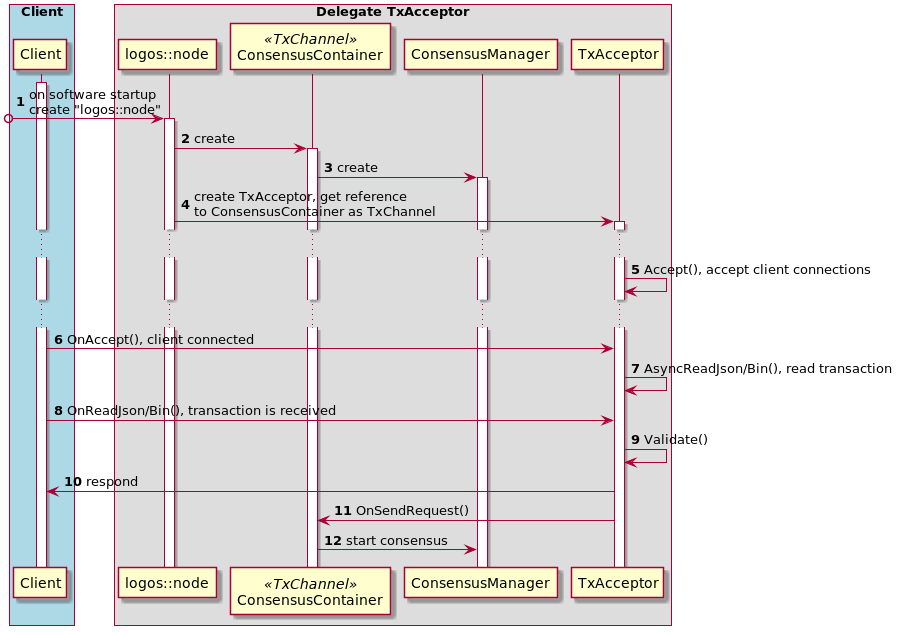 Client
Delegate TxAcceptor
Client
logos::node
«TxChannel»
ConsensusContainer
ConsensusManager
TxAcceptor
1 on software startup
create "logos::node"
2 create
3 create
4 create TxAcceptor, get reference
to ConsensusContainer as TxChannel
5 Accept(), accept client connections
6 OnAccept(), client connected
7 AsyncReadJson/Bin(), read transaction
8 OnReadJson/Bin(), transaction is received
9 Validate()
10 respond
11 OnSendRequest()
12 start consensus
Client
logos::node
«TxChannel»
ConsensusContainer
ConsensusManager
TxAcceptor